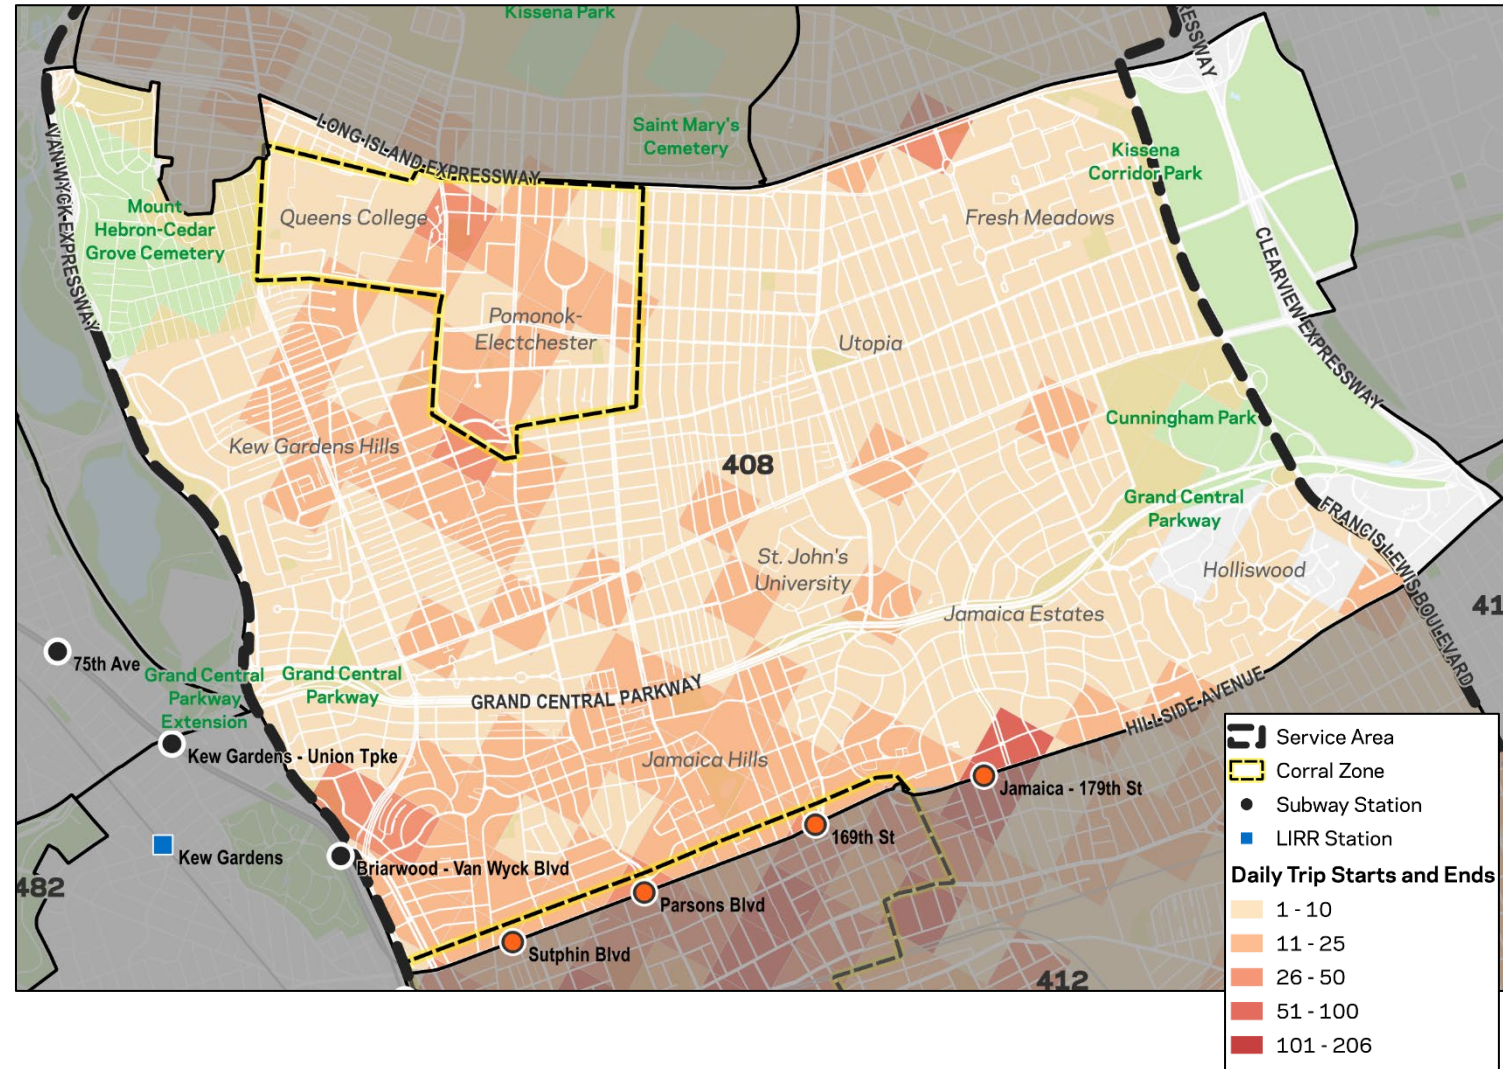 Kissena Park
RESSWAY
LONG ISLAND EXPRESSWAY
Saint Mary's
Cemetery
VAN WYCK EXPRESSWAY
Kissena
Corridor Park
Mount
Hebron-Cedar
Grove Cemetery
Queens College
Fresh Meadows
CLEARVIEW EXPRESSWAY
Pomonok-
Electchester
Utopia
Kew Gardens Hills
Cunningham Park
408
Grand Central
Parkway
FRANCIS LEWIS BOULEVARD
St. John's
University
Holliswood
Jamaica Estates
41
75th Ave
Grand Central
Parkway
Extension
Grand Central
Parkway
GRAND CENTRAL PARKWAY
HILLSIDE AVENUE
Kew Gardens - Union Tpke
Jamaica Hills
Jamaica - 179th St
169th St
Kew Gardens
Briarwood - Van Wyck Blvd
482
Parsons Blvd
Sutphin Blvd
412
Service Area
Corral Zone
Subway Station
LIRR Station
Daily Trip Starts and Ends
1 - 10
11 - 25
26 - 50
51 - 100
101 - 206